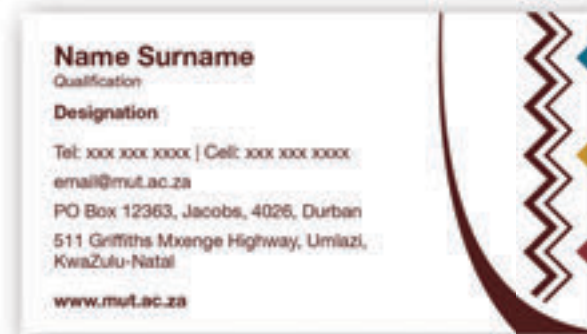 Name Surname
Qualification
Designation
Tel: xxx xxx xxxx | Cell: xxx xxx xxxx
email@mut.ac.za
PO Box 12363, Jacobs, 4026, Durban
511 Griffiths Mxenge Highway, Umlazi,
KwaZulu-Natal
www.mut.ac.za